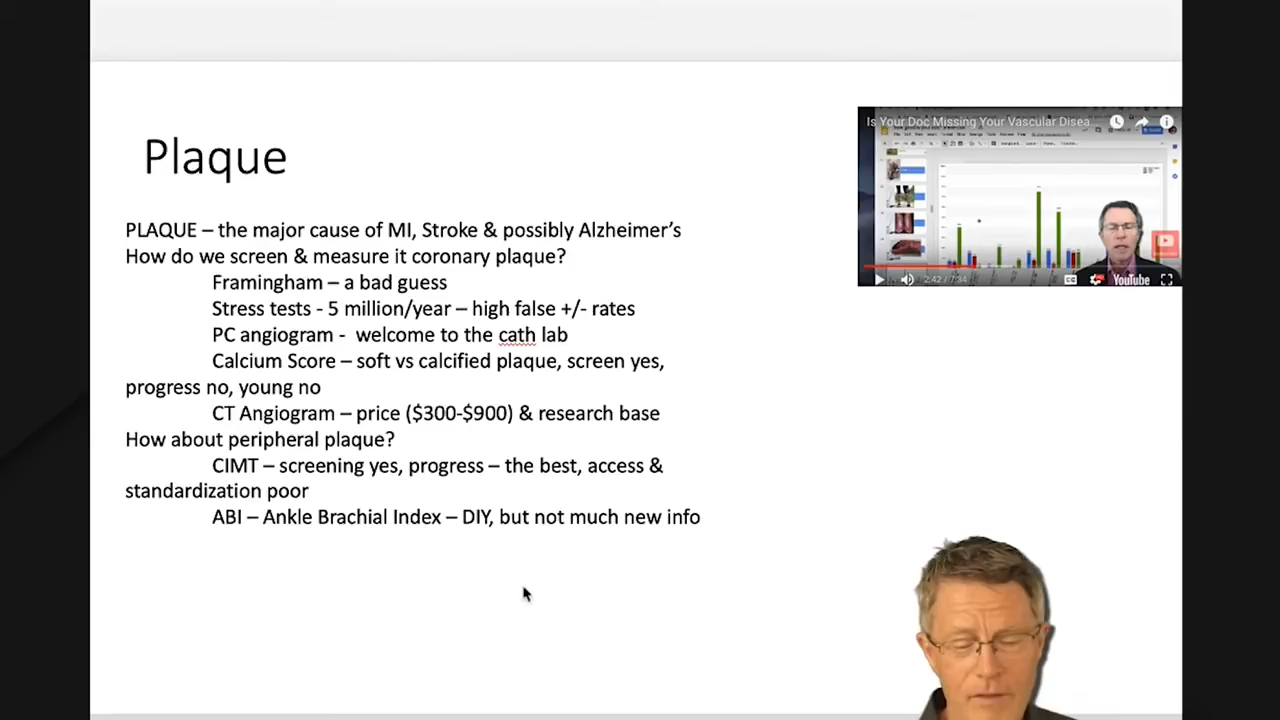 Plaque
PLAQUE – the major cause of MI, Stroke & possibly Alzheimer's
How do we screen & measure it coronary plaque?
Framingham – a bad guess
Stress tests - 5 million/year – high false +/- rates
PC angiogram - welcome to the cath lab
Calcium Score – soft vs calcified plaque, screen yes,
progress no, young no
CT Angiogram – price ($300-$900) & research base
How about peripheral plaque?
CIMT – screening yes, progress – the best, access &
standardization poor
ABI – Ankle Brachial Index – DIY, but not much new info
Is Your Doc Missing Your Vascular Disea...
2:42 / 7:34
CC
YouTube